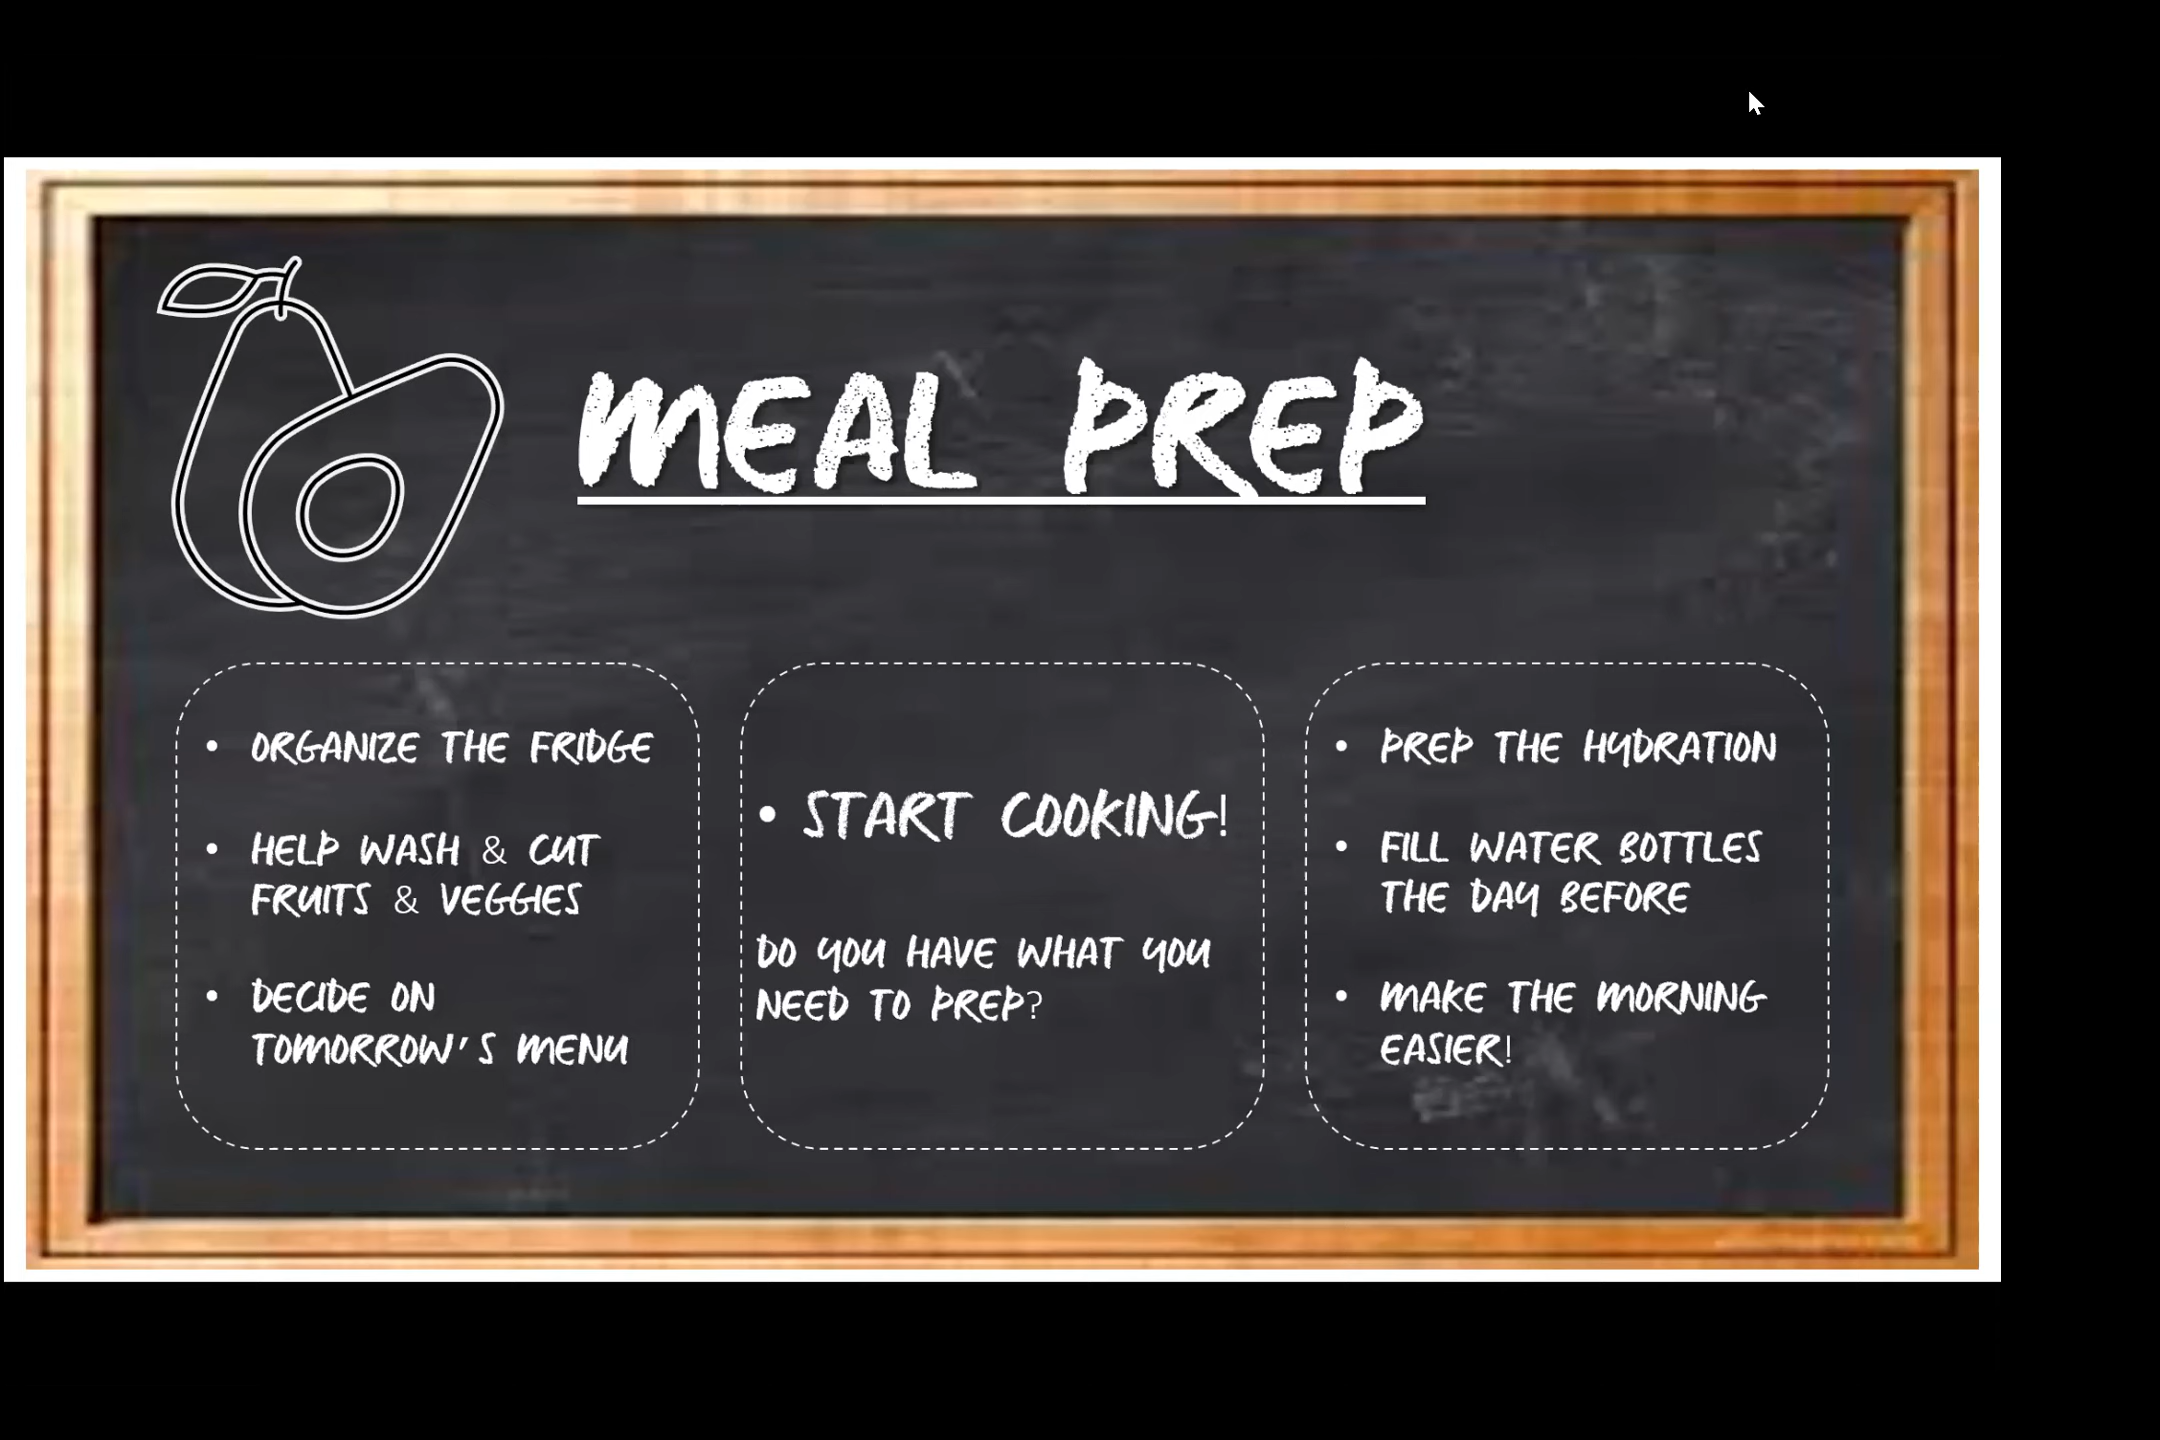 MEAL PREP
• ORGANIZE THE FRIDGE
• HELP WASH & CUT
FRUITS & VEGGIES
• DECIDE ON
TOMORROW'S MENU
• START COOKING!
DO YOU HAVE WHAT YOU
NEED TO PREP?
• PREP THE HYDRATION
• FILL WATER BOTTLES
THE DAY BEFORE
• MAKE THE MORNING
EASIER!